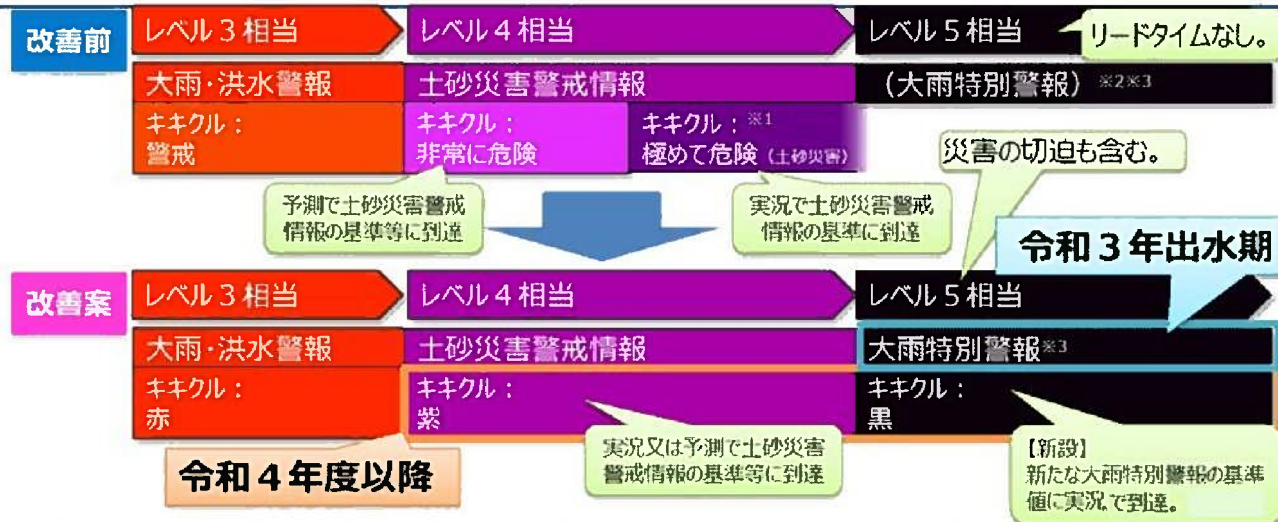 改善前
レベル3相当
レベル4相当
レベル5相当
リードタイムなし。
大雨・洪水警報
土砂災害警戒情報
（大雨特別警報）※2※3
キキクル：
警戒
キキクル：
非常に危険
キキクル：※1
極めて危険（土砂災害）
災害の切迫も含む。
予測で土砂災害警戒
情報の基準等に到達
実況で土砂災害警戒
情報の基準に到達
令和3年出水期
改善案
レベル3相当
レベル4相当
レベル5相当
大雨・洪水警報
土砂災害警戒情報
大雨特別警報※3
キキクル：
赤
キキクル：
紫
キキクル：
黒
実況又は予測で土砂災害
警戒情報の基準等に到達
【新設】
新たな大雨特別警報の基準
値に実況で到達。
令和4年度以降